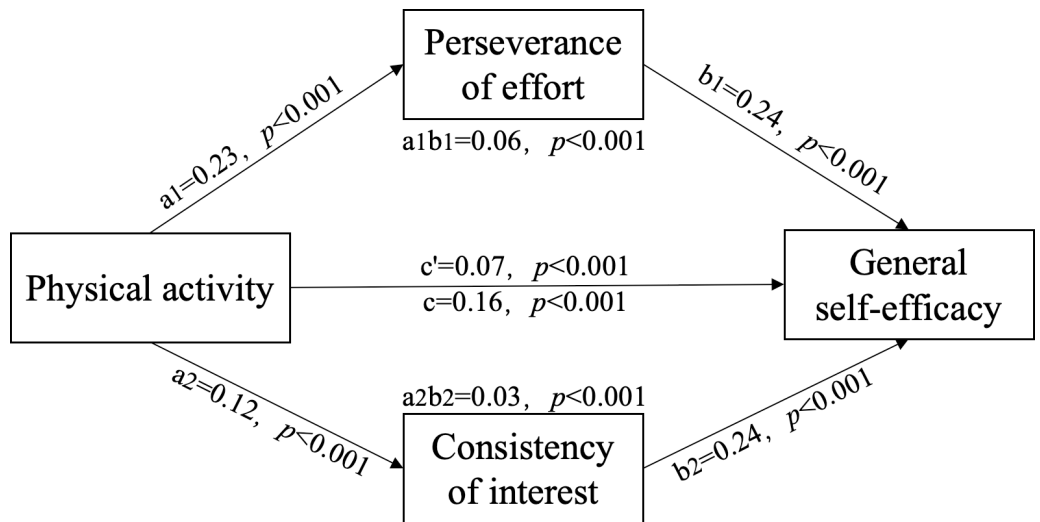 Perseverance
of effort
a1=0.23, p<0.001
b1=0.24, p<0.001
a1b1=0.06, p<0.001
Physical activity
c'=0.07, p<0.001
c=0.16, p<0.001
General
self-efficacy
a2=0.12, p<0.001
a2b2=0.03, p<0.001
b2=0.24, p<0.001
Consistency
of interest